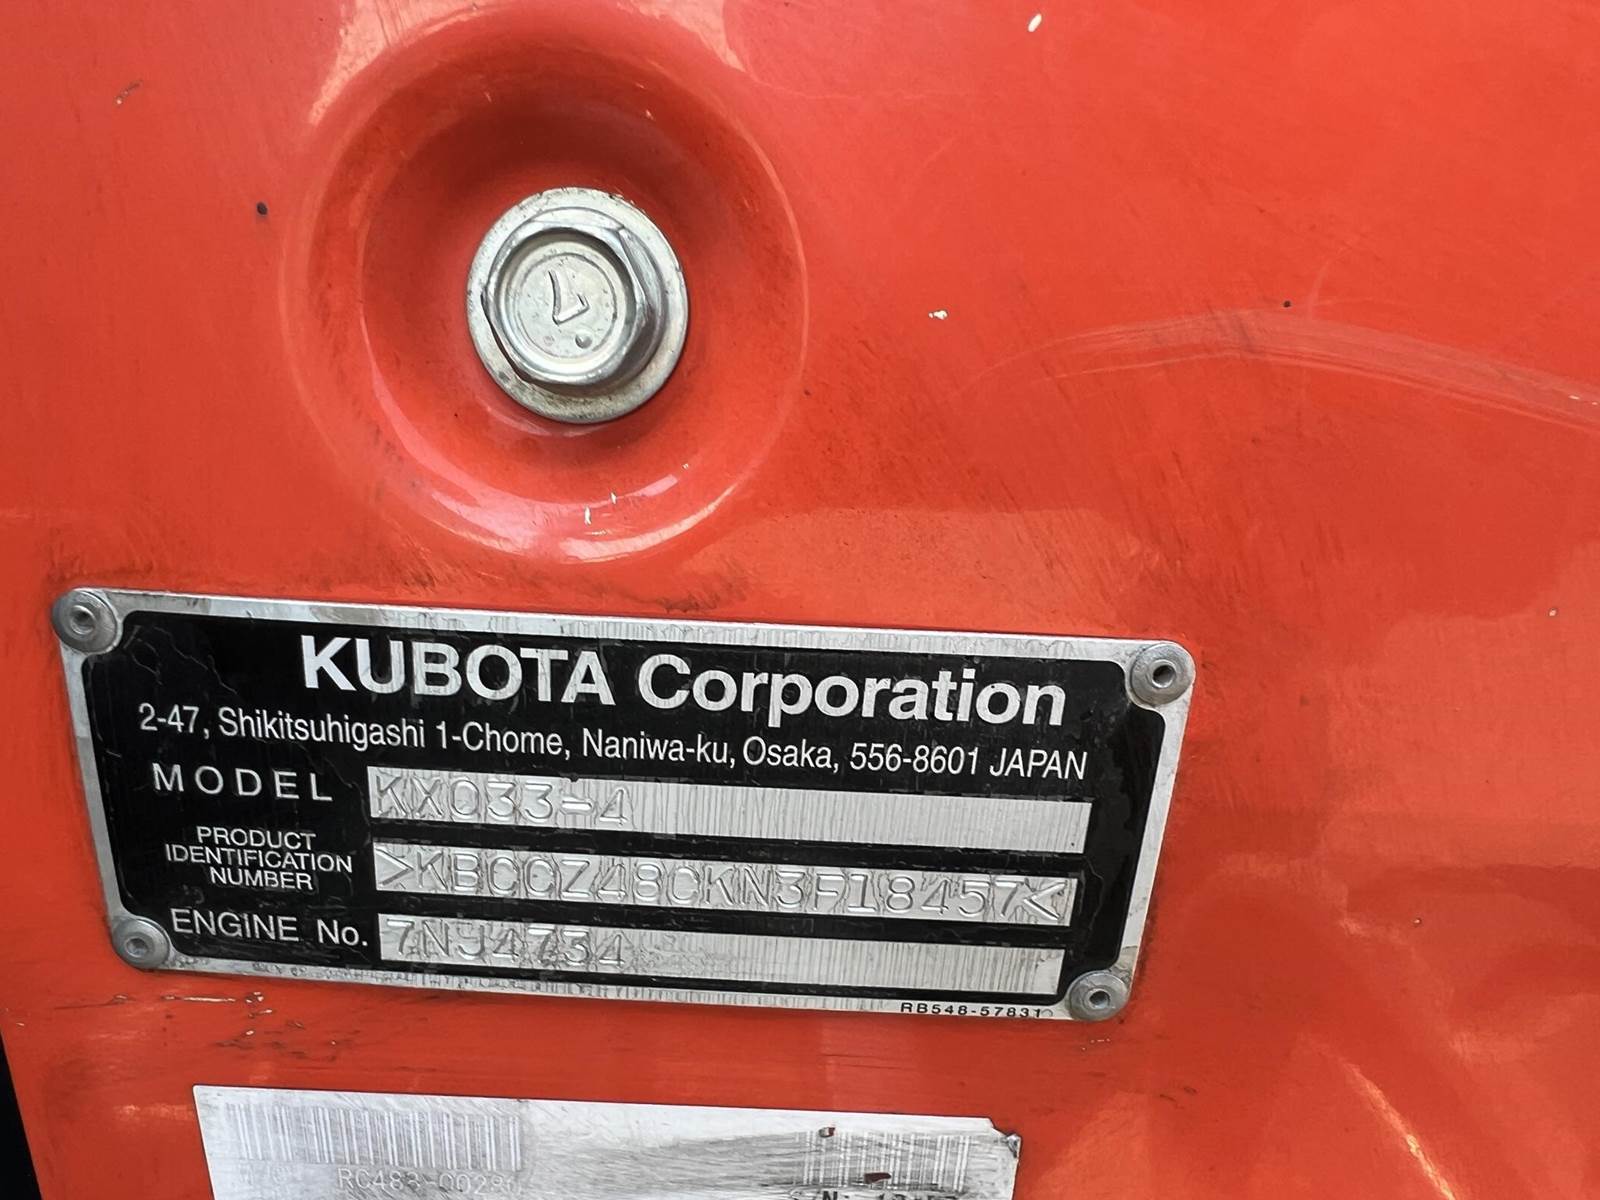 7
KUBOTA Corporation
2-47, Shikitsuhigashi 1-Chome, Naniwa-ku, Osaka, 556-8601 JAPAN
MODEL KX033-4
PRODUCT
IDENTIFICATION
NUMBER >KBCCZ48CKN3F18457<
ENGINE No. 7NJ4734
RB548-57831